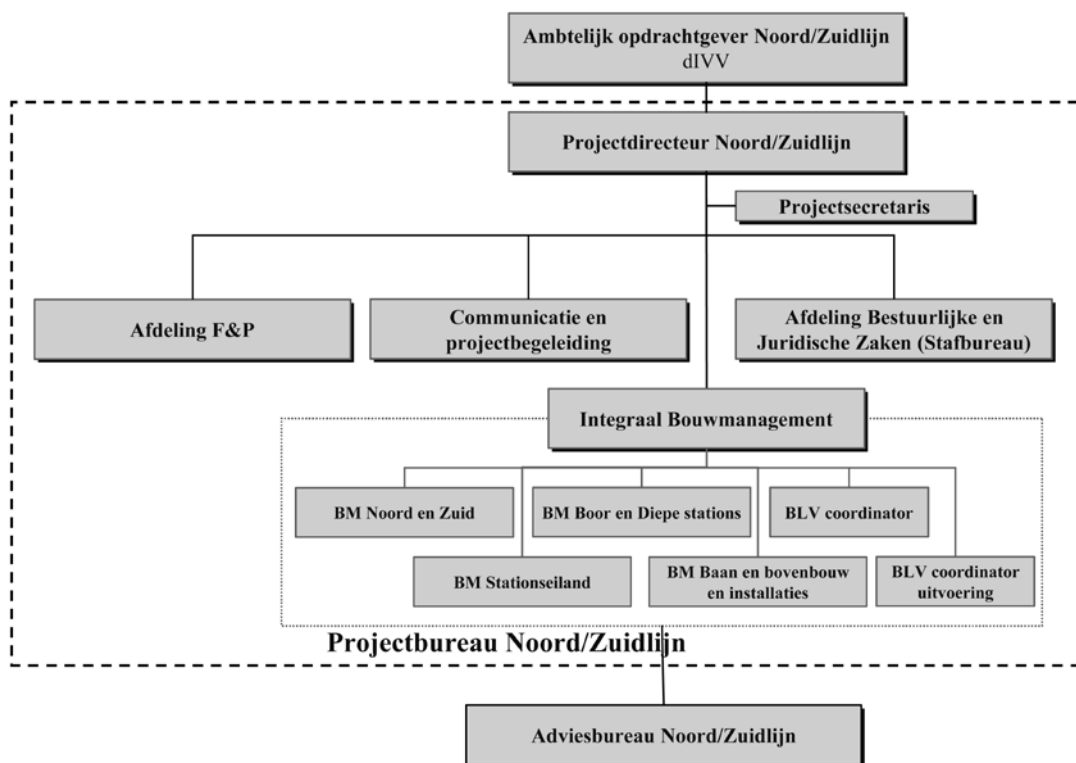 Ambtelijk opdrachtgever Noord/Zuidlijn
dIVV
Projectdirecteur Noord/Zuidlijn
Projectsecretaris
Afdeling F&P
Communicatie en
projectbegeleiding
Afdeling Bestuurlijke en
Juridische Zaken (Stafbureau)
Integraal Bouwmanagement
BM Noord en Zuid
BM Boor en Diepe stations
BLV coordinator
BM Stationseiland
BM Baan en bovenbouw
en installaties
BLV coordinator
uitvoering
Projectbureau Noord/Zuidlijn
Adviesbureau Noord/Zuidlijn